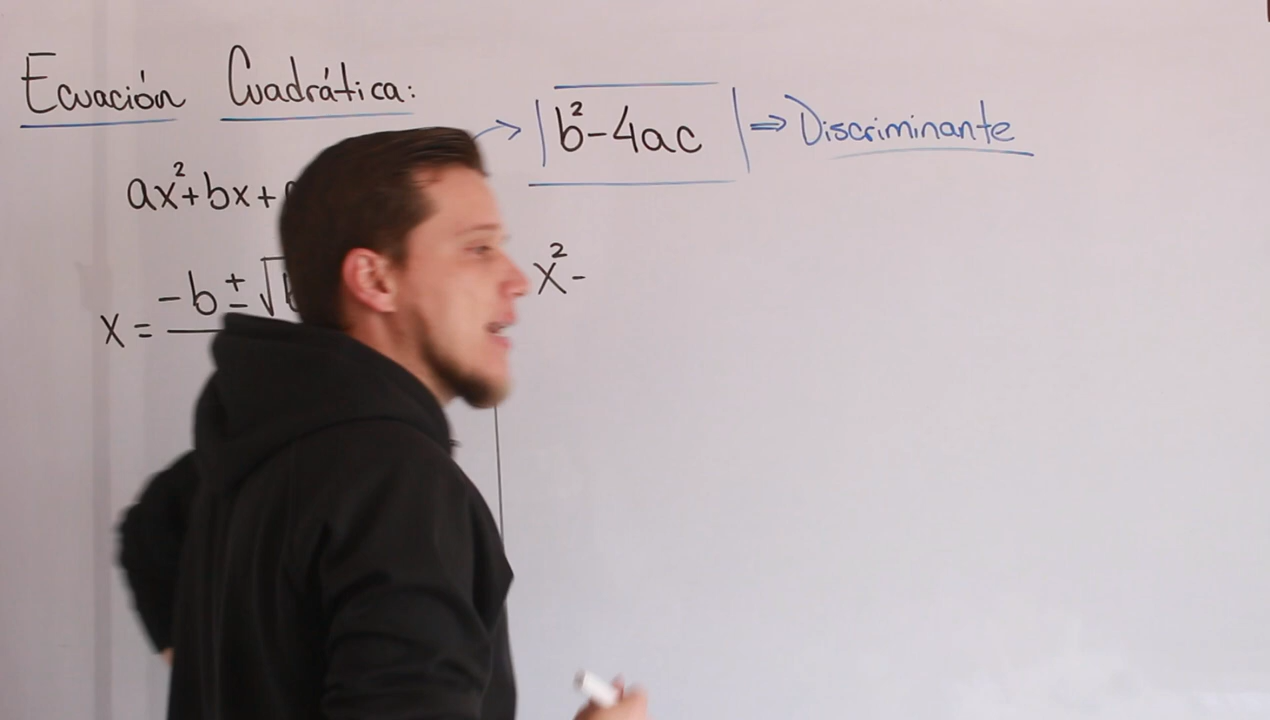 Ecuación Cuadrática:
b²-4ac ⇒ Discriminante
ax²+bx+
x²-
x = -b±√